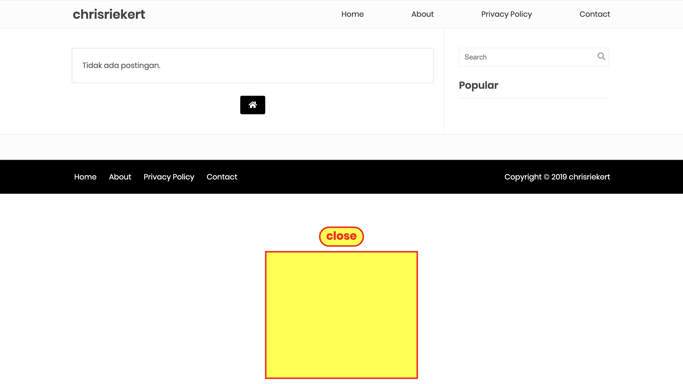 chrisriekert
Home About Privacy Policy Contact
Tidak ada postingan.
Search
Popular
Home About Privacy Policy Contact
Copyright © 2019 chrisriekert
close